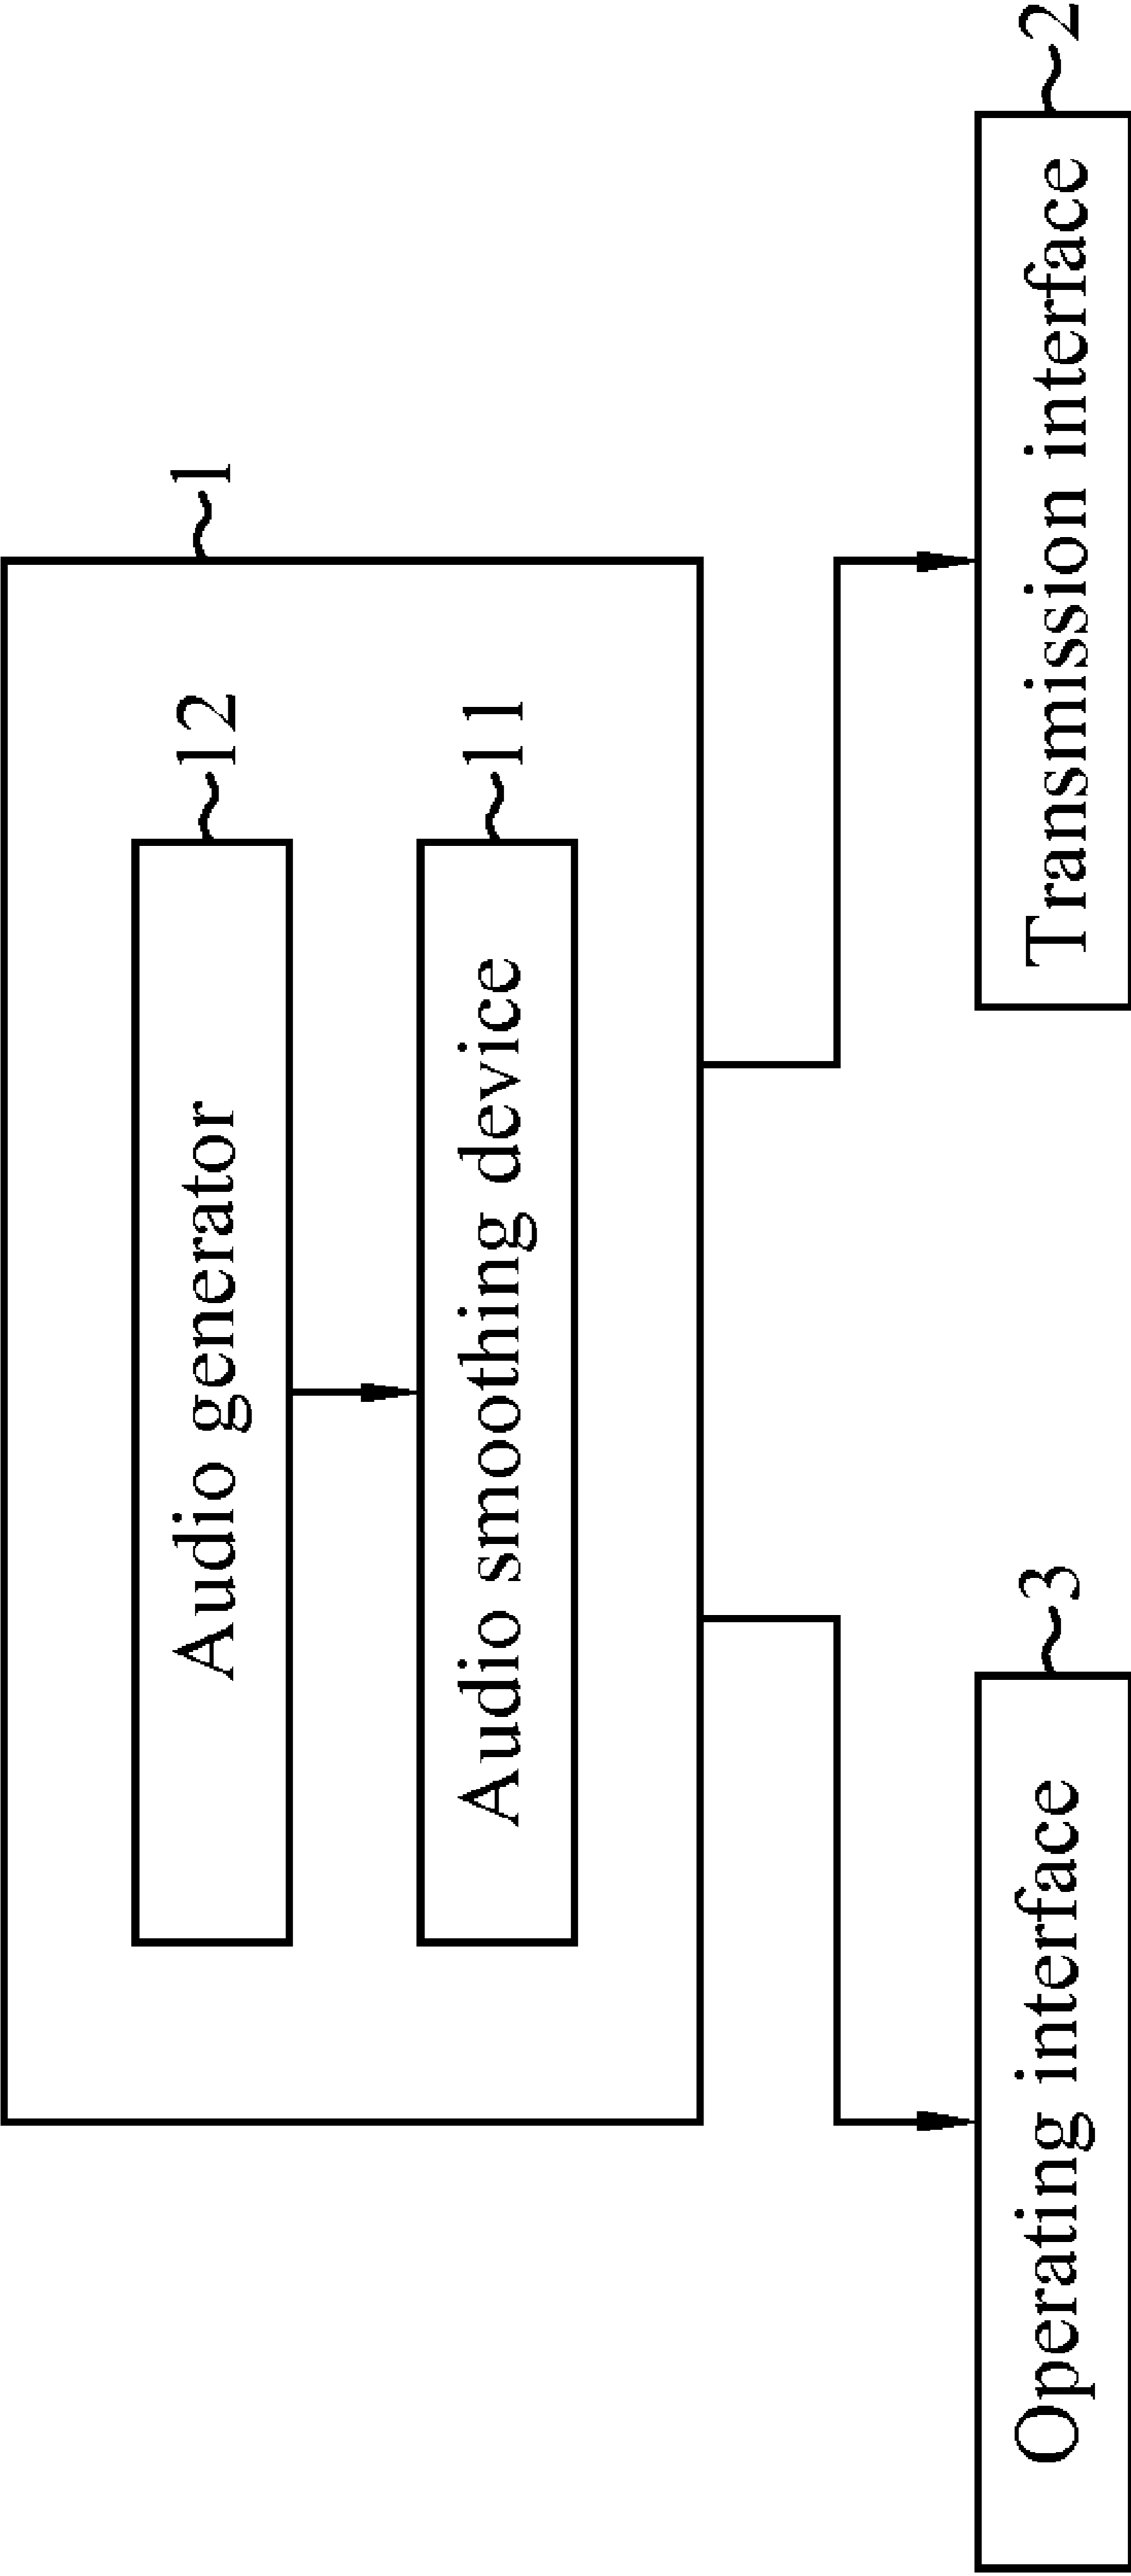 1
Audio generator
12
Audio smoothing device
11
Operating interface
3
Transmission interface
2